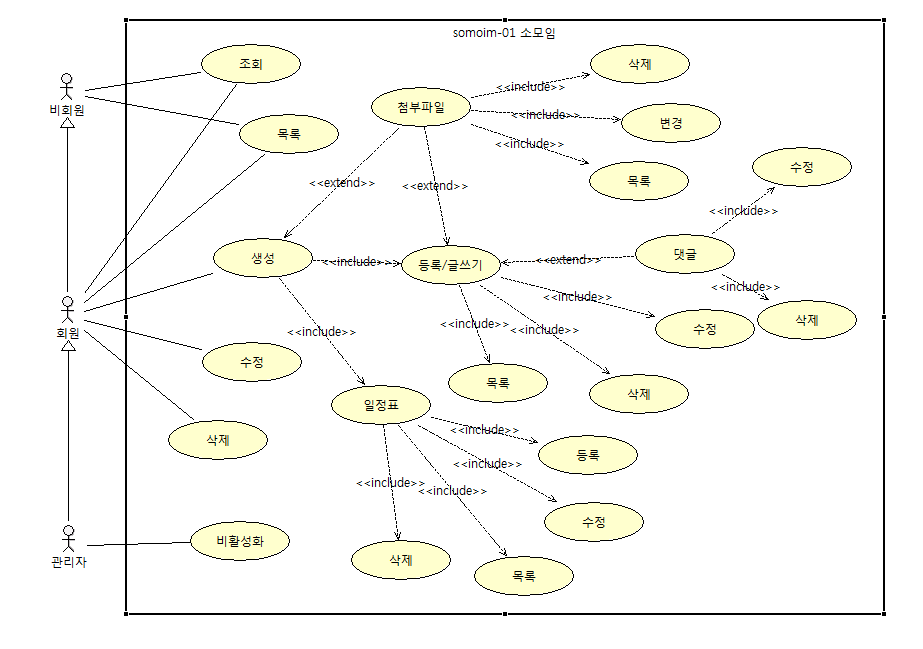 somoim-01 소모임
조회
삭제
<<include>>
비회원
첨부파일
<<include>>
변경
목록
<<include>>
수정
<<extend>>
<<extend>>
목록
<<include>>
생성
<<include>>
등록/글쓰기
<<extend>>
댓글
<<include>>
<<include>>
회원
<<include>>
<<include>>
<<include>>
수정
삭제
수정
목록
삭제
일정표
삭제
<<include>>
등록
<<include>>
<<include>>
<<include>>
수정
관리자
비활성화
삭제
목록